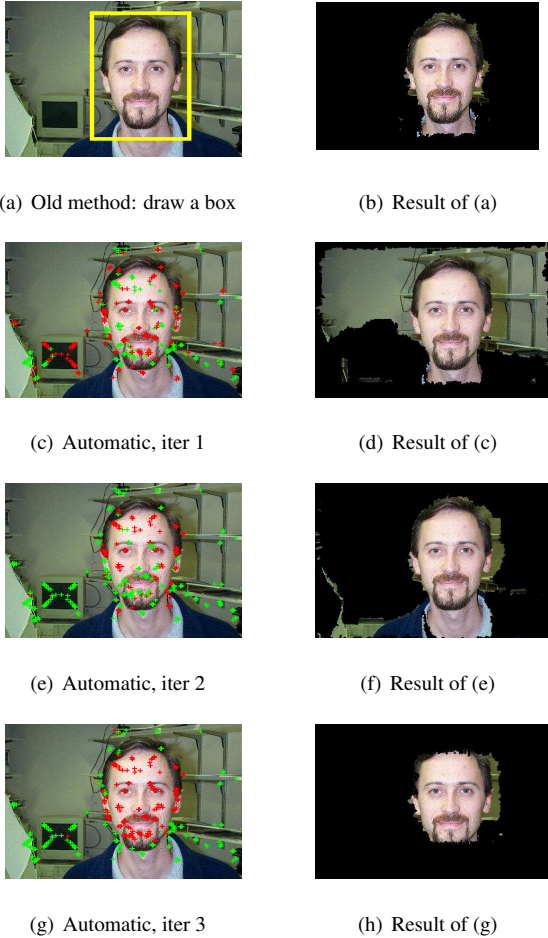 (a) Old method: draw a box
(b) Result of (a)
(c) Automatic, iter 1
(d) Result of (c)
(e) Automatic, iter 2
(f) Result of (e)
(g) Automatic, iter 3
(h) Result of (g)